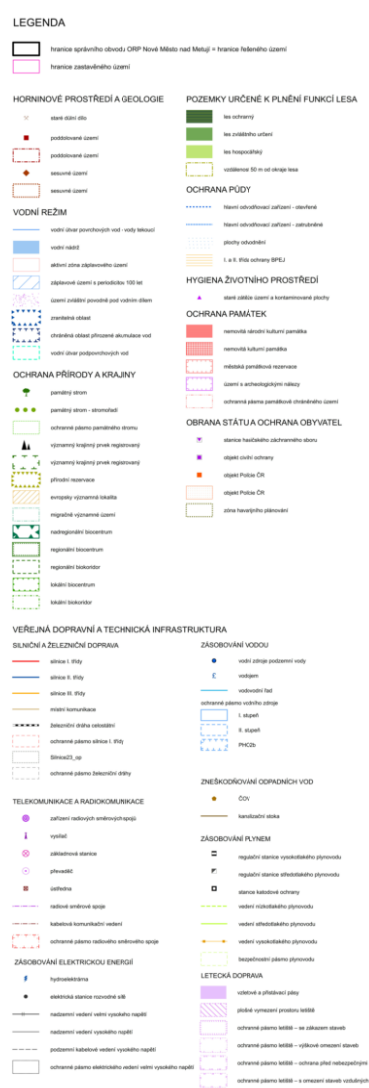 LEGENDA
hranice správního obvodu ORP Nové Město nad Metují = hranice řešeného území
hranice zastavěného území
HORNINOVÉ PROSTŘEDÍ A GEOLOGIE
staré důlní dílo
poddolované území
poddolované území
sesuvné území
sesuvné území
VODNÍ REŽIM
vodní útvar povrchových vod - vody tekoucí
vodní nádrž
aktivní zóna záplavového území
záplavové území s periodicitou 100 let
území zvláštní povodně pod vodním dílem
zranitelná oblast
chráněná oblast přirozené akumulace vod
vodní útvar podpovrchových vod
OCHRANA PŘÍRODY A KRAJINY
památný strom
památný strom - stromořadí
ochranné pásmo památného stromu
významný krajinný prvek registrovaný
významný krajinný prvek registrovaný
přírodní rezervace
evropsky významná lokalita
migračně významné území
nadregionální biocentrum
regionální biocentrum
regionální biokoridor
lokální biocentrum
lokální biokoridor
POZEMKY URČENÉ K PLNĚNÍ FUNKCÍ LESA
les ochranný
les zvláštního určení
les hospodářský
vzdálenost 50 m od okraje lesa
OCHRANA PŮDY
hlavní odvodňovací zařízení - otevřené
hlavní odvodňovací zařízení - zatrubněné
plochy odvodnění
I. a II. třída ochrany BPEJ
HYGIENA ŽIVOTNÍHO PROSTŘEDÍ
staré zátěže území a kontaminované plochy
OCHRANA PAMÁTEK
nemovitá národní kulturní památka
nemovitá kulturní památka
městská památková rezervace
území s archeologickými nálezy
ochranné pásmo památkově chráněného území
OBRANA STÁTU A OCHRANA OBYVATEL
stanice hasičského záchranného sboru
objekt civilní ochrany
objekt Policie ČR
objekt Policie ČR
zóna havarijního plánování
VEŘEJNÁ DOPRAVNÍ A TECHNICKÁ INFRASTRUKTURA
SILNIČNÍ A ŽELEZNIČNÍ DOPRAVA
silnice I. třídy
silnice II. třídy
silnice III. třídy
místní komunikace
železniční dráha celostátní
ochranné pásmo silnice I. třídy
Silnice23_op
ochranné pásmo železniční dráhy
TELEKOMUNIKACE A RADIOKOMUNIKACE
zařízení radiových směrových spojů
vysílač
základnová stanice
převaděč
ústředna
radiové směrové spoje
kabelová komunikační vedení
ochranné pásmo radiového směrového spoje
ZÁSOBOVÁNÍ ELEKTRICKOU ENERGIÍ
hydroelektrárna
elektrická stanice rozvodné sítě
nadzemní vedení velmi vysokého napětí
nadzemní vedení vysokého napětí
podzemní kabelové vedení vysokého napětí
ochranné pásmo elektrického vedení velmi vysokého napětí
ZÁSOBOVÁNÍ VODOU
vodní zdroje podzemní vody
vodojem
vodovodní řad
ochranné pásmo vodního zdroje
I. stupeň
II. stupeň
PHO2b
ZNEŠKODŇOVÁNÍ ODPADNÍCH VOD
ČOV
kanalizační stoka
ZÁSOBOVÁNÍ PLYNEM
regulační stanice vysokotlakého plynovodu
regulační stanice středotlakého plynovodu
stanice katodové ochrany
vedení nízkotlakého plynovodu
vedení středotlakého plynovodu
vedení vysokotlakého plynovodu
bezpečnostní pásmo plynovodu
LETECKÁ DOPRAVA
vzletové a přistávací pásy
plošné vymezení prostoru letiště
ochranné pásmo letiště – se zákazem staveb
ochranné pásmo letiště – výškové omezení staveb
ochranné pásmo letiště – ochrana před nebezpečnými
ochranné pásmo letiště – s omezení staveb vzdušných